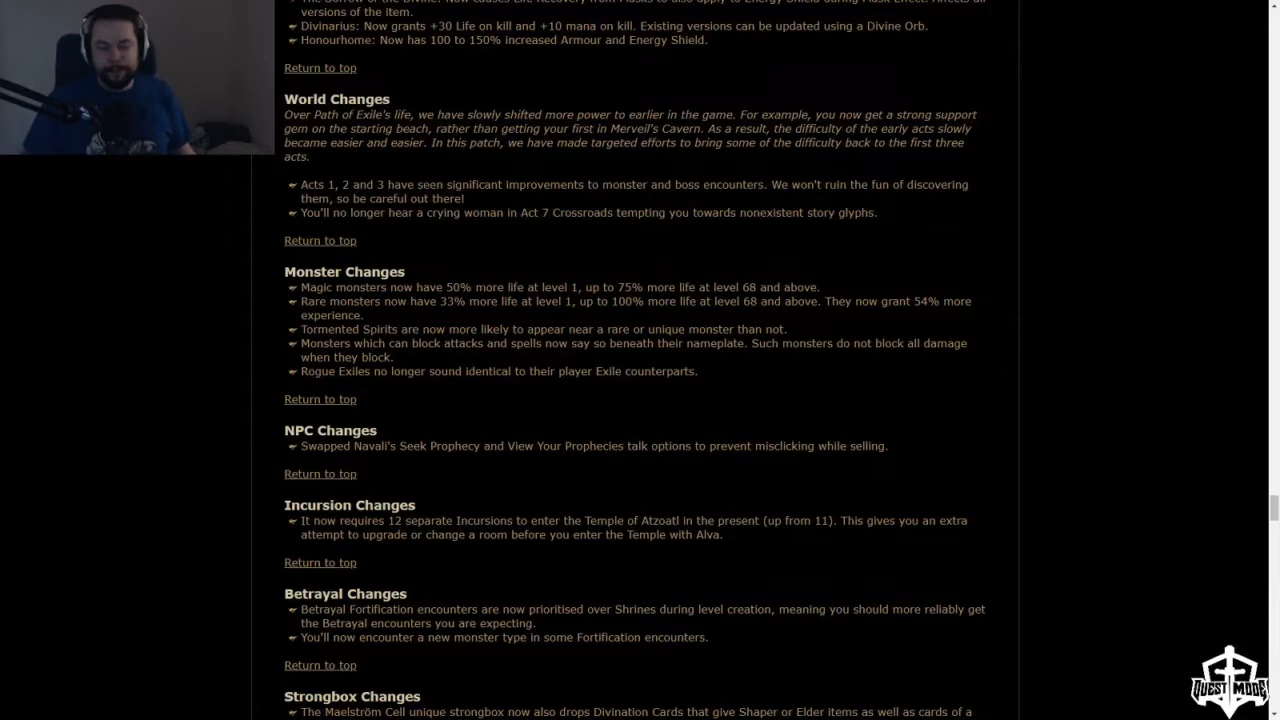 versions of the item.
Divinarius: Now grants +30 Life on kill and +10 mana on kill. Existing versions can be updated using a Divine Orb.
Honourhome: Now has 100 to 150% increased Armour and Energy Shield.
Return to top
World Changes
Over Path of Exile's life, we have slowly shifted more power to earlier in the game. For example, you now get a strong support
gem on the starting beach, rather than getting your first in Merveil's Cavern. As a result, the difficulty of the early acts slowly
became easier and easier. In this patch, we have made targeted efforts to bring some of the difficulty back to the first three
acts.
Acts 1, 2 and 3 have seen significant improvements to monster and boss encounters. We won't ruin the fun of discovering
them, so be careful out there!
You'll no longer hear a crying woman in Act 7 Crossroads tempting you towards nonexistent story glyphs.
Return to top
Monster Changes
Magic monsters now have 50% more life at level 1, up to 75% more life at level 68 and above.
Rare monsters now have 33% more life at level 1, up to 100% more life at level 68 and above. They now grant 54% more
experience.
Tormented Spirits are now more likely to appear near a rare or unique monster than not.
Monsters which can block attacks and spells now say so beneath their nameplate. Such monsters do not block all damage
when they block.
Rogue Exiles no longer sound identical to their player Exile counterparts.
Return to top
NPC Changes
Swapped Navali's Seek Prophecy and View Your Prophecies talk options to prevent misclicking while selling.
Return to top
Incursion Changes
It now requires 12 separate Incursions to enter the Temple of Atzoatl in the present (up from 11). This gives you an extra
attempt to upgrade or change a room before you enter the Temple with Alva.
Return to top
Betrayal Changes
Betrayal Fortification encounters are now prioritised over Shrines during level creation, meaning you should more reliably get
the Betrayal encounters you are expecting.
You'll now encounter a new monster type in some Fortification encounters.
Return to top
Strongbox Changes
The Maelström Cell unique strongbox now also drops Divination Cards that give Shaper or Elder items as well as cards of a
QUEST MODE